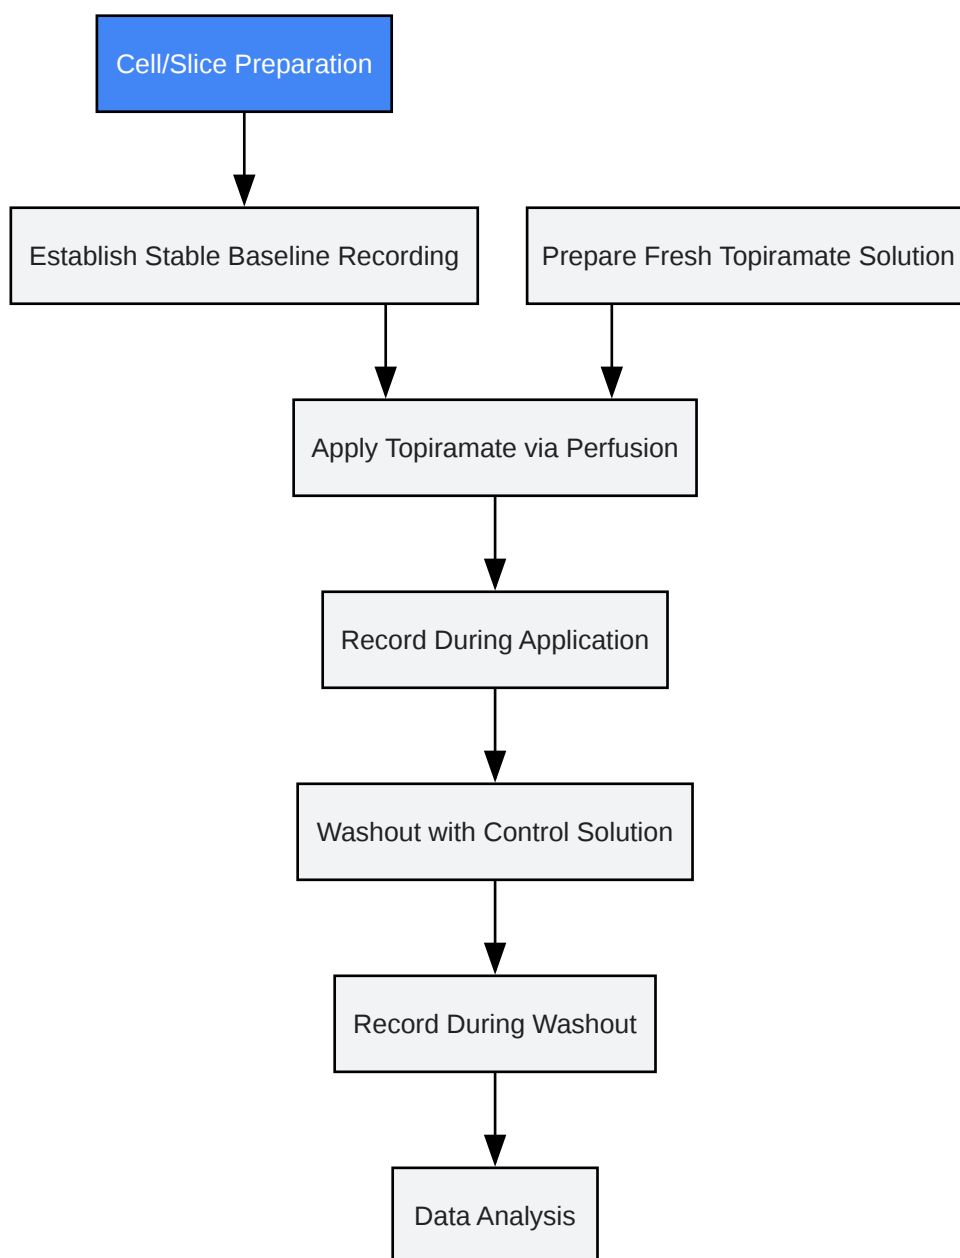 Cell/Slice Preparation
Establish Stable Baseline Recording
Prepare Fresh Topiramate Solution
Apply Topiramate via Perfusion
Record During Application
Washout with Control Solution
Record During Washout
Data Analysis